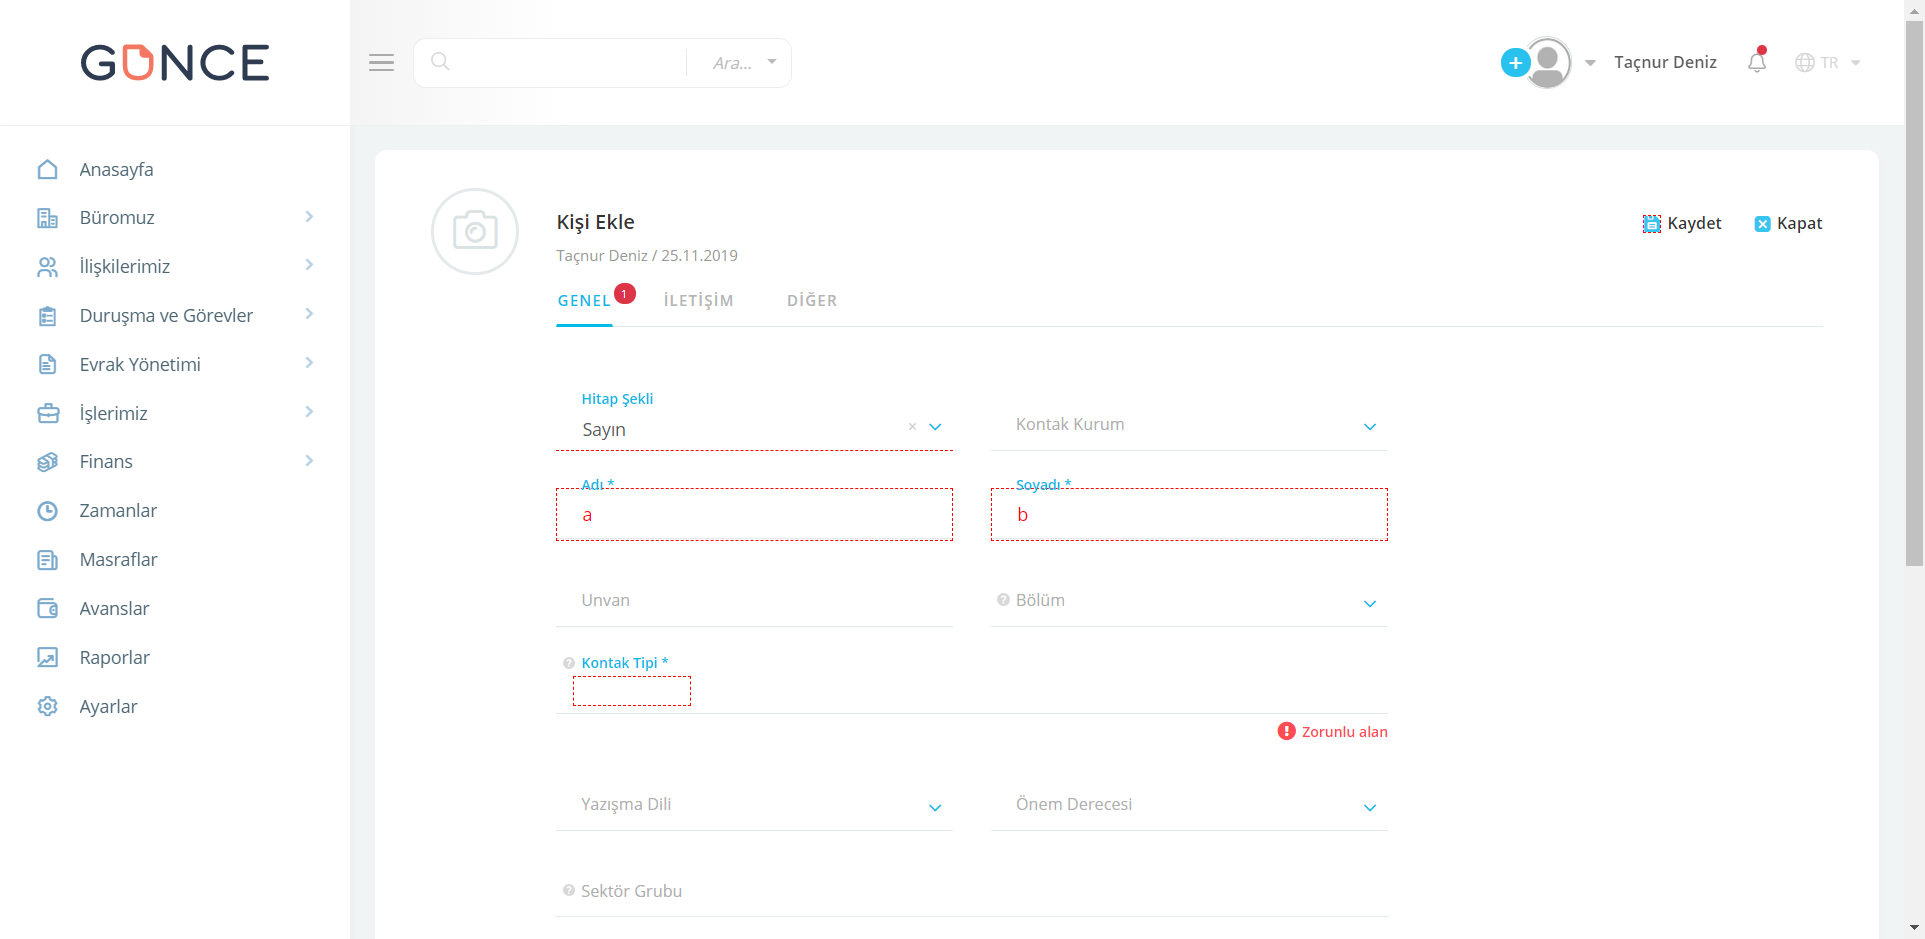 GÜNCE
Ara...
+
Taçnur Deniz
TR
Anasayfa
Büromuz
İlişkilerimiz
Duruşma ve Görevler
Evrak Yönetimi
İşlerimiz
Finans
Zamanlar
Masraflar
Avanslar
Raporlar
Ayarlar
Kişi Ekle
Kaydet
Kapat
Taçnur Deniz / 25.11.2019
GENEL 1
İLETİŞİM
DİĞER
Hitap Şekli
Sayın ×
Kontak Kurum
Adı *
a
Soyadı *
b
Unvan
? Bölüm
? Kontak Tipi *
! Zorunlu alan
Yazışma Dili
Önem Derecesi
? Sektör Grubu